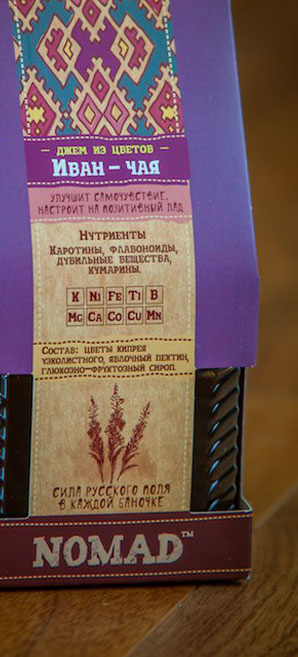 — ДЖЕМ ИЗ ЦВЕТОВ —
ИВАН – ЧАЯ
УЛУЧШИТ САМОЧУВСТВИЕ,
НАСТРОИТ НА ПОЗИТИВНЫЙ ЛАД
НУТРИЕНТЫ
КАРОТИНЫ, ФЛАВОНОИДЫ,
ДУБИЛЬНЫЕ ВЕЩЕСТВА,
КУМАРИНЫ.
K Ni Fe Ti B
Mg Ca Co Cu Mn
СОСТАВ: ЦВЕТЫ КИПРЕЯ
УЗКОЛИСТНОГО, ЯБЛОЧНЫЙ ПЕКТИН,
ГЛЮКОЗНО-ФРУКТОЗНЫЙ СИРОП.
СИЛА РУССКОГО ПОЛЯ
В КАЖДОЙ БАНОЧКЕ
NOMAD™